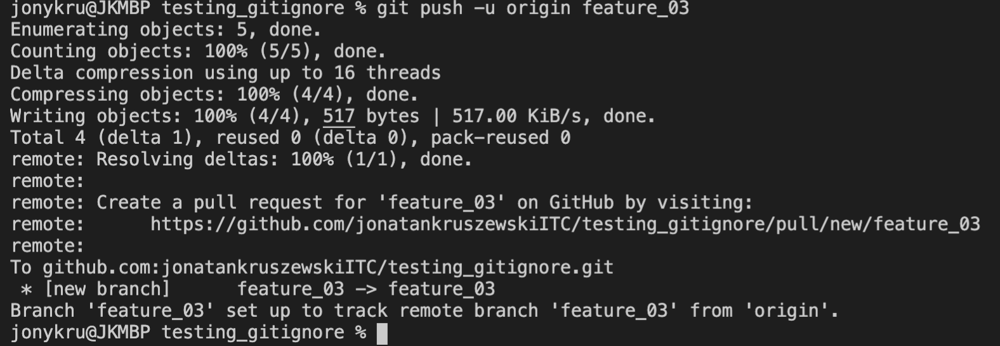 jonykru@JKMBP testing_gitignore % git push -u origin feature_03
Enumerating objects: 5, done.
Counting objects: 100% (5/5), done.
Delta compression using up to 16 threads
Compressing objects: 100% (4/4), done.
Writing objects: 100% (4/4), 517 bytes | 517.00 KiB/s, done.
Total 4 (delta 1), reused 0 (delta 0), pack-reused 0
remote: Resolving deltas: 100% (1/1), done.
remote:
remote: Create a pull request for 'feature_03' on GitHub by visiting:
remote:      https://github.com/jonatankruszewskiITC/testing_gitignore/pull/new/feature_03
remote:
To github.com:jonatankruszewskiITC/testing_gitignore.git
 * [new branch]      feature_03 -> feature_03
Branch 'feature_03' set up to track remote branch 'feature_03' from 'origin'.
jonykru@JKMBP testing_gitignore %